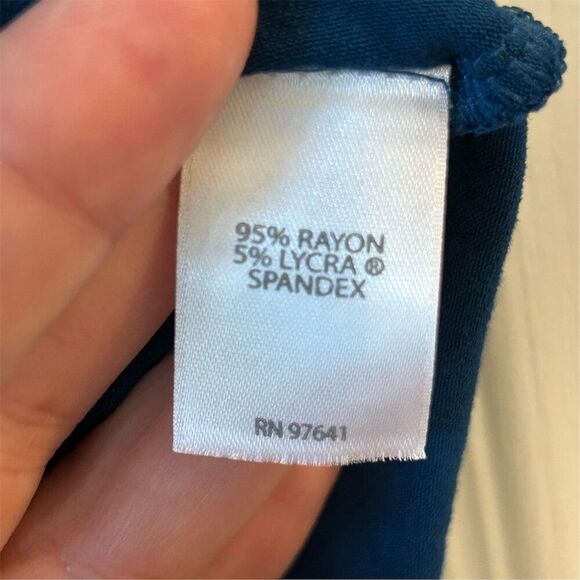 95% RAYON
5% LYCRA ®
SPANDEX
RN 97641